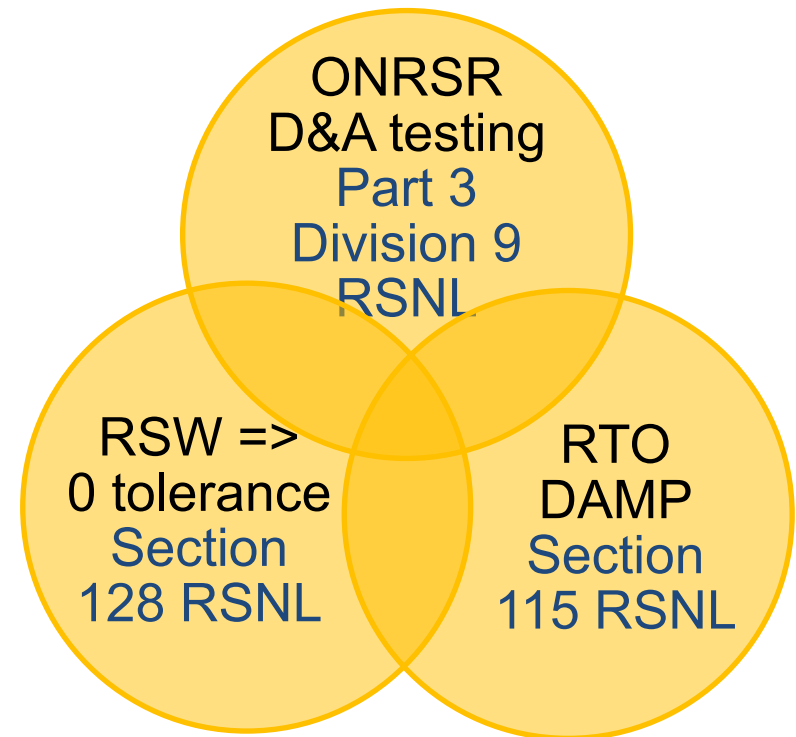 ONRSR
D&A testing
Part 3
Division 9
RSNL
RSW =>
0 tolerance
Section
128 RSNL
RTO
DAMP
Section
115 RSNL